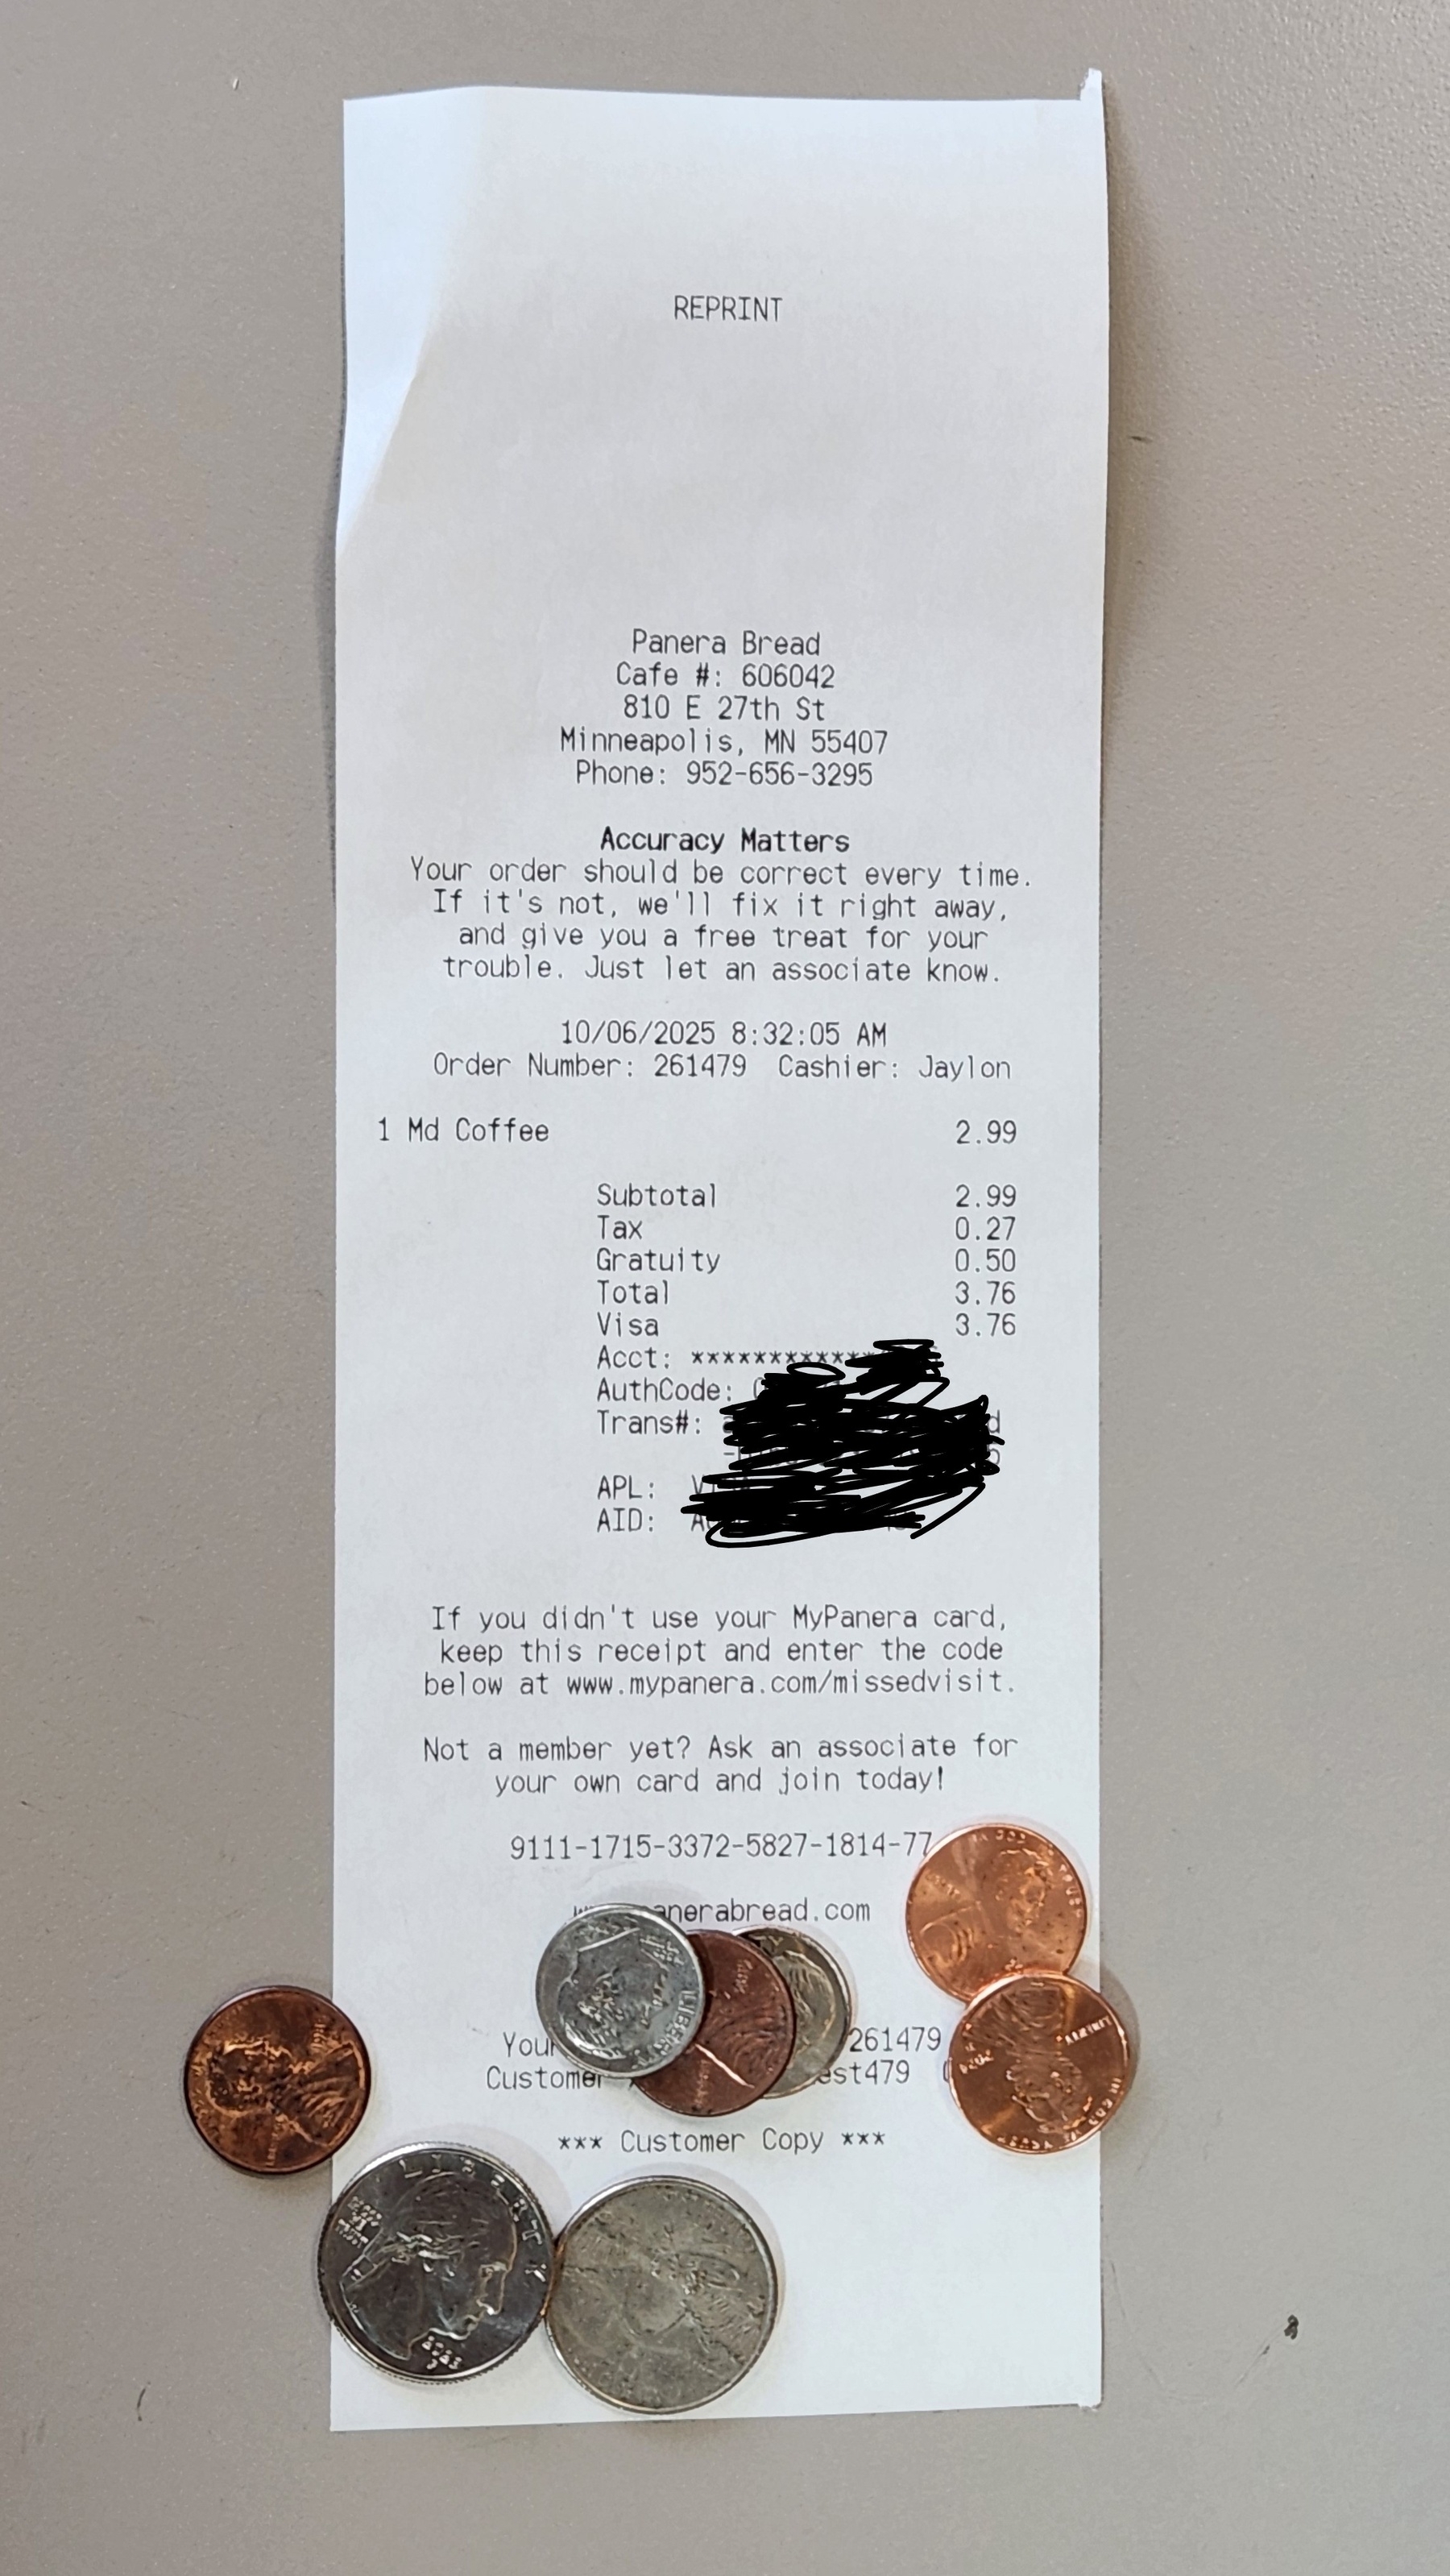 REPRINT
Panera Bread
Cafe #: 606042
810 E 27th St
Minneapolis, MN 55407
Phone: 952-656-3295
Accuracy Matters
Your order should be correct every time.
If it's not, we'll fix it right away,
and give you a free treat for your
trouble. Just let an associate know.
10/06/2025 8:32:05 AM
Order Number: 261479 Cashier: Jaylon
1 Md Coffee 2.99
Subtotal 2.99
Tax 0.27
Gratuity 0.50
Total 3.76
Visa 3.76
Acct: *************
AuthCode:
Trans#:
APL:
AID:
If you didn't use your MyPanera card,
keep this receipt and enter the code
below at www.mypanera.com/missedvisit.
Not a member yet? Ask an associate for
your own card and join today!
9111-1715-3372-5827-1814-77
anerabread.com
You 261479
Custome est479
*** Customer Copy ***
LIBERTY